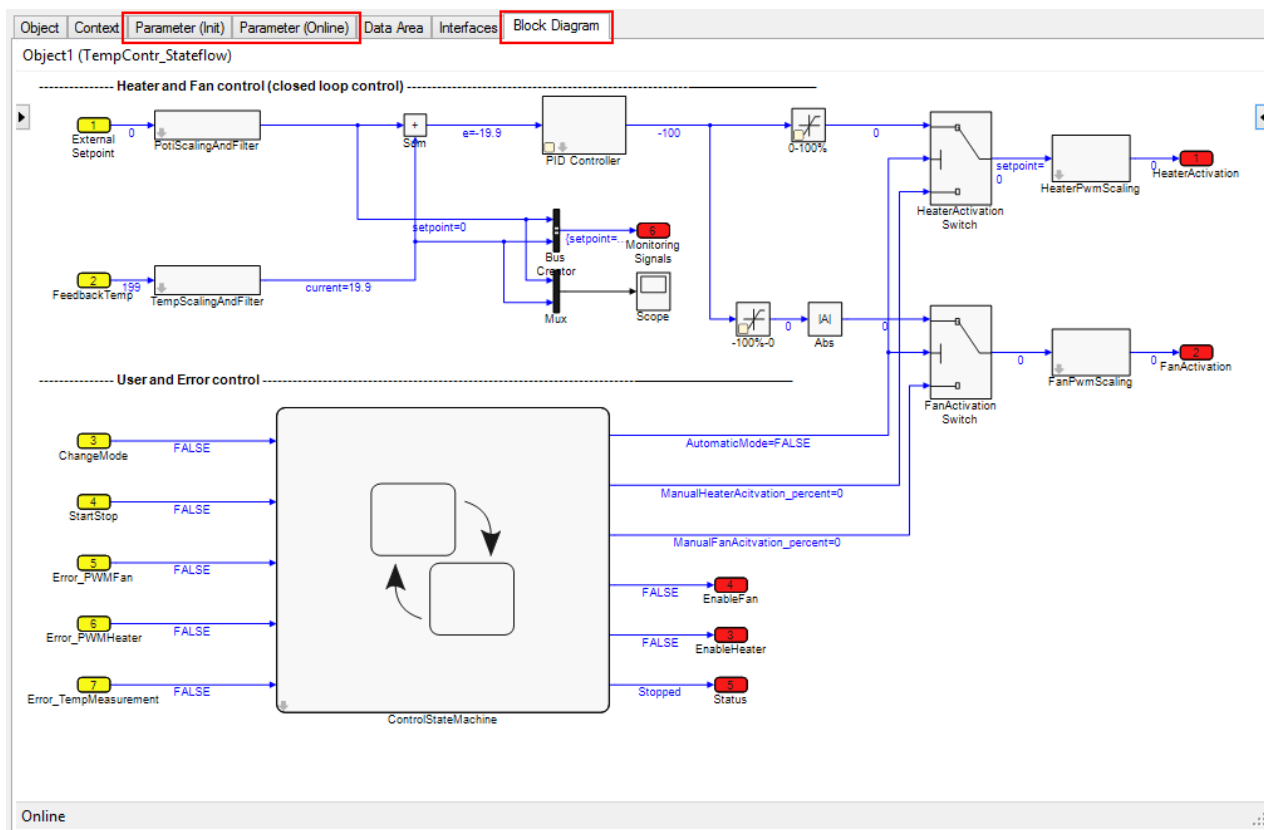 Object Context Parameter (Init) Parameter (Online) Data Area Interfaces Block Diagram
Object1 (TempContr_Stateflow)
--------------- Heater and Fan control (closed loop control) ---------------
1
External
Setpoint
0
PotiScalingAndFilter
+
Sum
e=-19.9
PID Controller
-100
0-100%
0
HeaterActivation
Switch
setpoint=
0
HeaterPwmScaling
0
1
HeaterActivation
setpoint=0
Bus
Creator
{setpoint=...
6
Monitoring
Signals
2
FeedbackTemp
199
TempScalingAndFilter
current=19.9
Mux
Scope
-100%-0
0
|A|
Abs
0
FanActivation
Switch
0
FanPwmScaling
0
2
FanActivation
--------------- User and Error control ---------------
3
ChangeMode
FALSE
4
StartStop
FALSE
5
Error_PWMFan
FALSE
6
Error_PWMHeater
FALSE
7
Error_TempMeasurement
FALSE
ControlStateMachine
AutomaticMode=FALSE
ManualHeaterAcitvation_percent=0
ManualFanAcitvation_percent=0
FALSE
4
EnableFan
FALSE
3
EnableHeater
Stopped
5
Status
Online